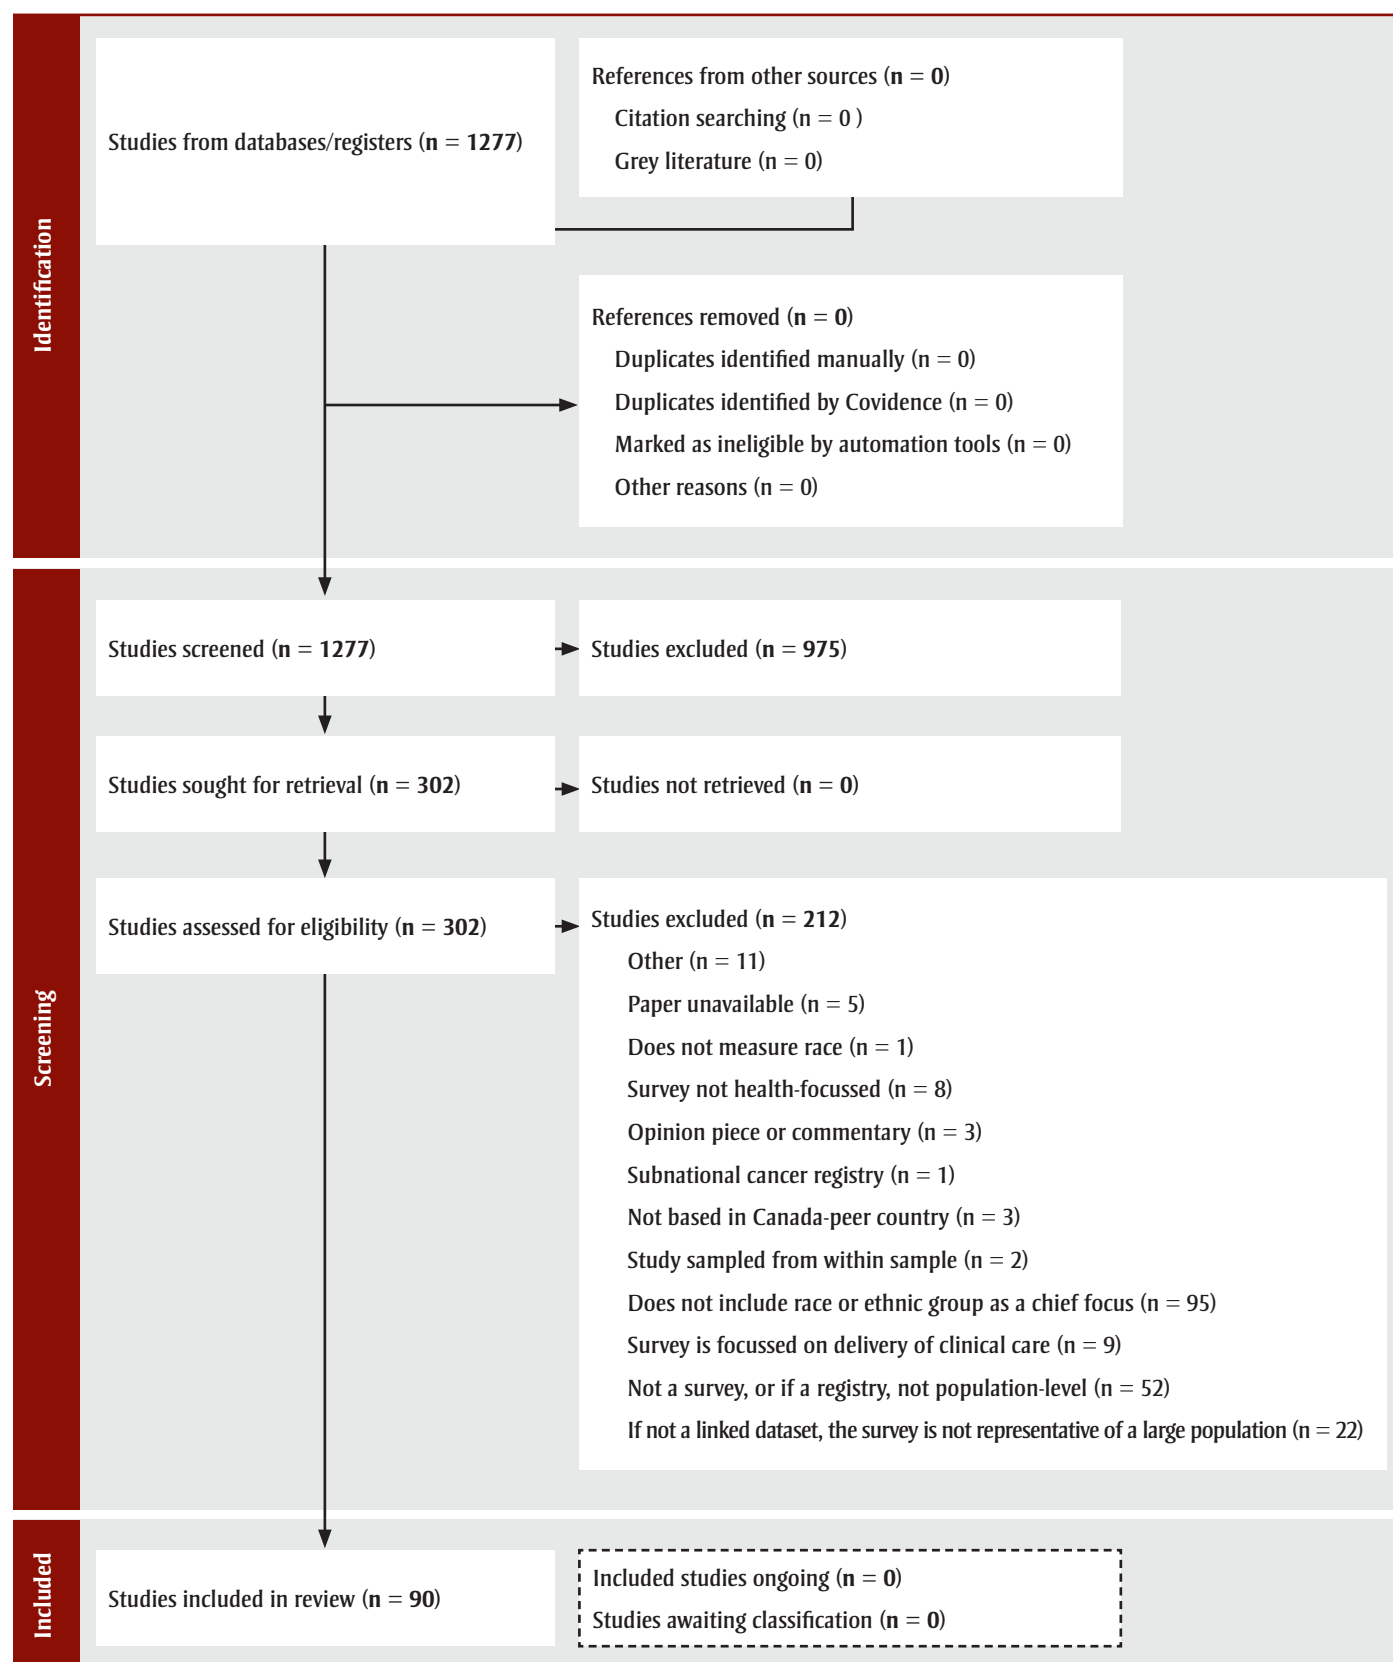 Identification
Studies from databases/registers (n = 1277)
References from other sources (n = 0)
Citation searching (n = 0 )
Grey literature (n = 0)
References removed (n = 0)
Duplicates identified manually (n = 0)
Duplicates identified by Covidence (n = 0)
Marked as ineligible by automation tools (n = 0)
Other reasons (n = 0)
Screening
Studies screened (n = 1277)
Studies excluded (n = 975)
Studies sought for retrieval (n = 302)
Studies not retrieved (n = 0)
Studies assessed for eligibility (n = 302)
Studies excluded (n = 212)
Other (n = 11)
Paper unavailable (n = 5)
Does not measure race (n = 1)
Survey not health-focussed (n = 8)
Opinion piece or commentary (n = 3)
Subnational cancer registry (n = 1)
Not based in Canada-peer country (n = 3)
Study sampled from within sample (n = 2)
Does not include race or ethnic group as a chief focus (n = 95)
Survey is focussed on delivery of clinical care (n = 9)
Not a survey, or if a registry, not population-level (n = 52)
If not a linked dataset, the survey is not representative of a large population (n = 22)
Included
Studies included in review (n = 90)
Included studies ongoing (n = 0)
Studies awaiting classification (n = 0)